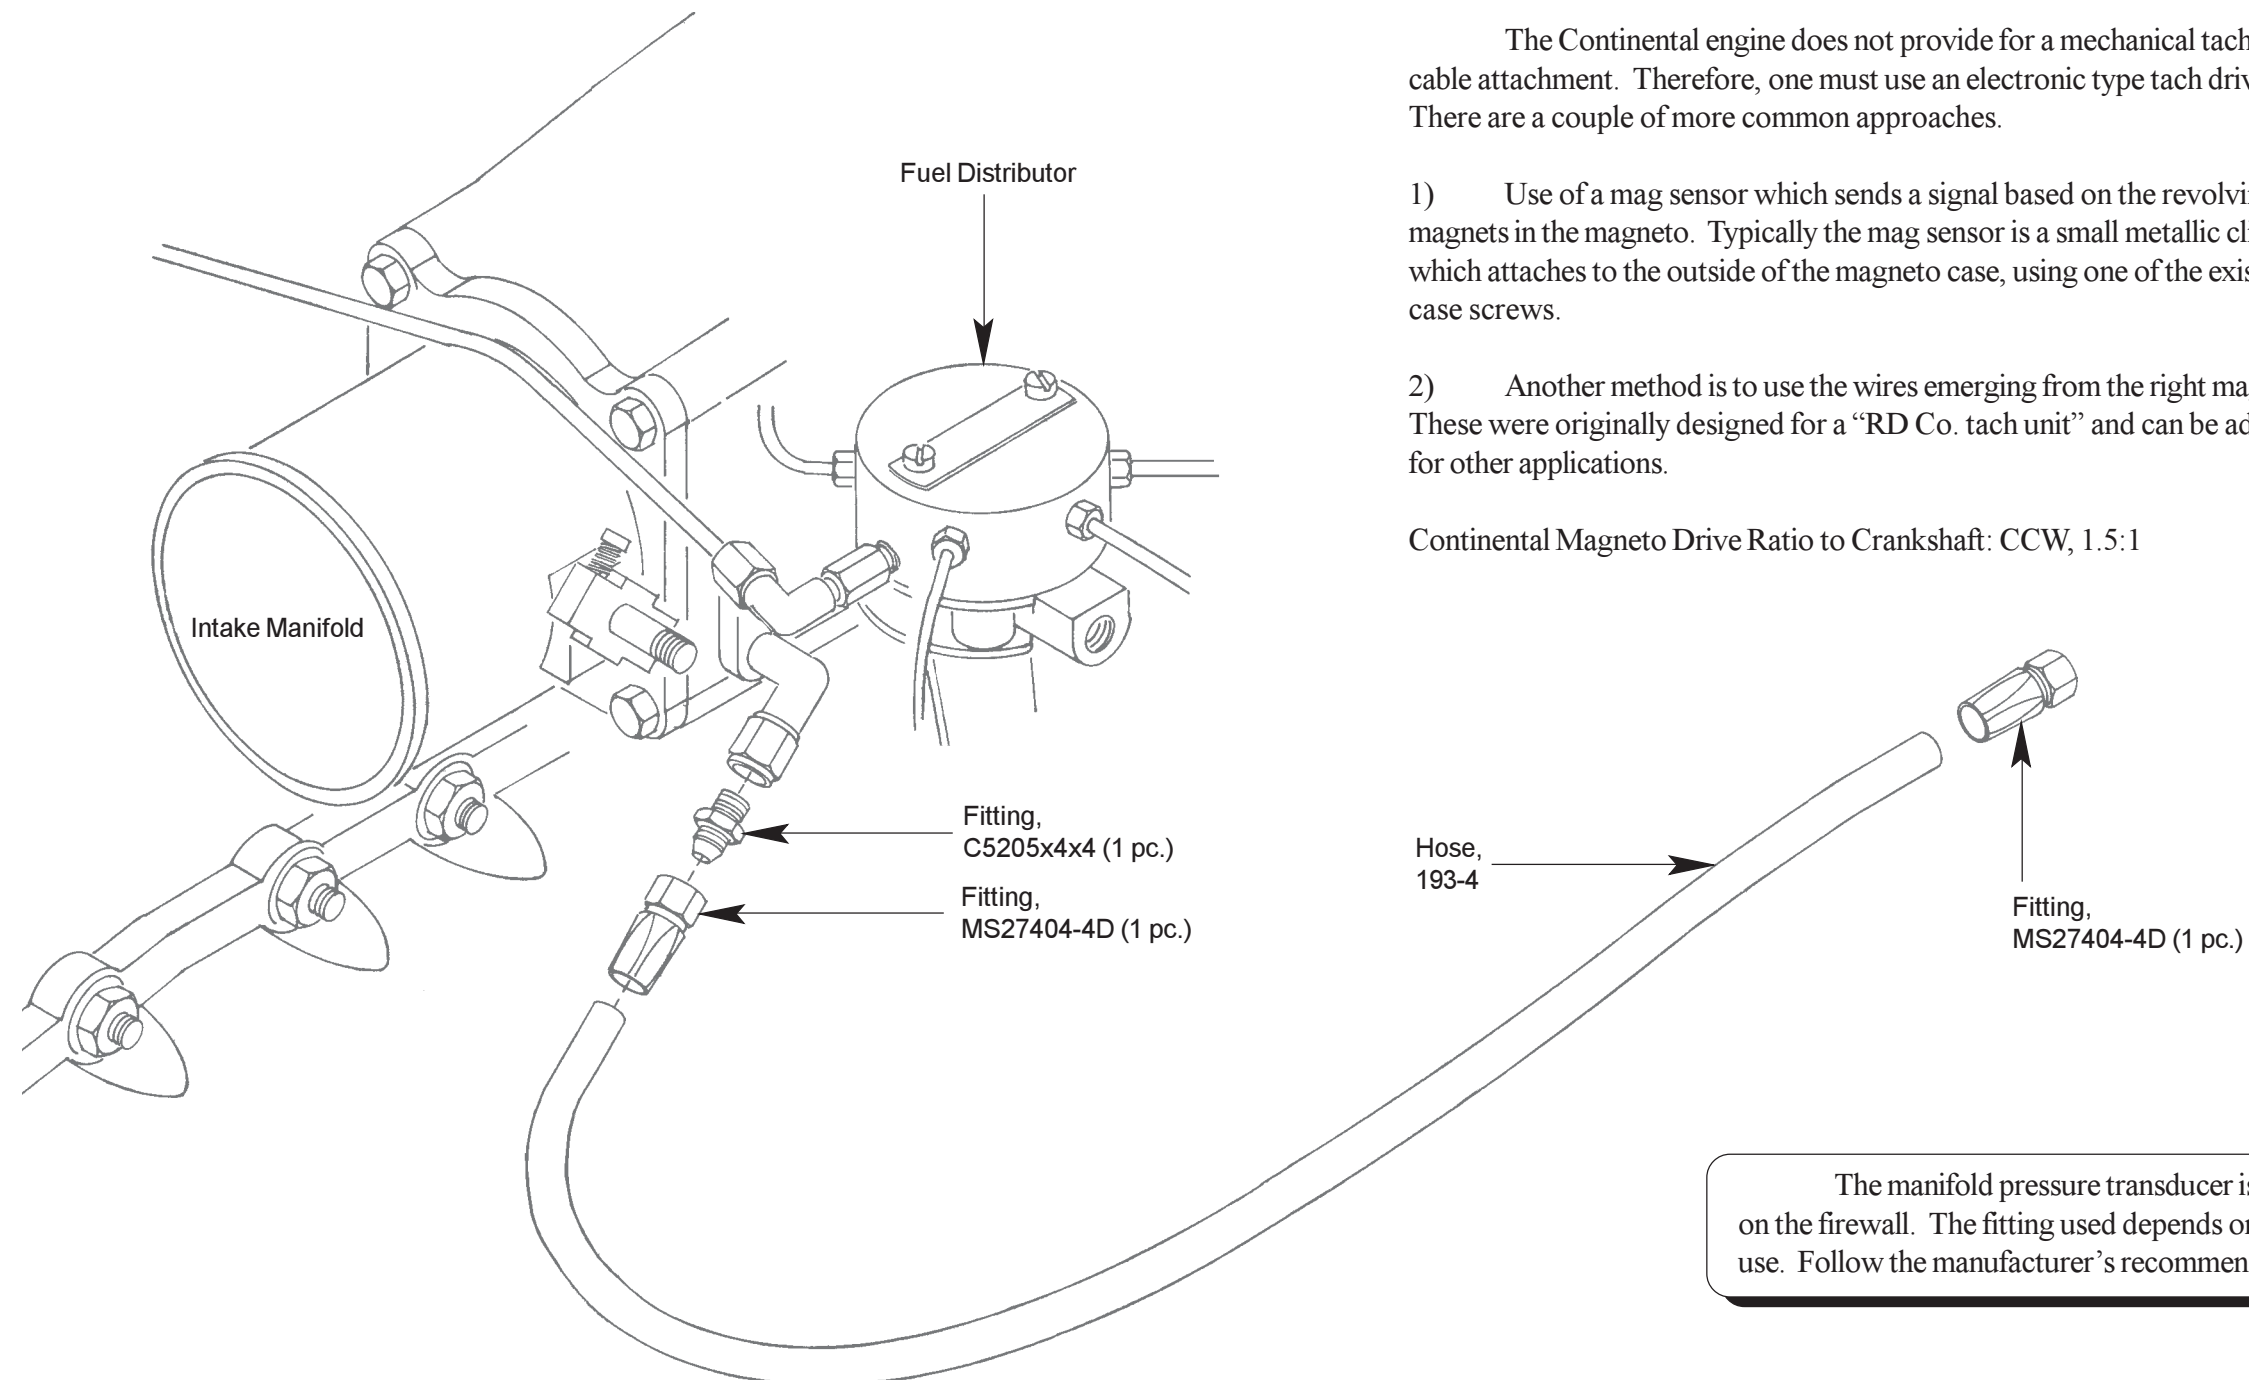 The Continental engine does not provide for a mechanical tach
cable attachment. Therefore, one must use an electronic type tach
There are a couple of more common approaches.
1) Use of a mag sensor which sends a signal based on the
magnets in the magneto. Typically the mag sensor is a small metallic
which attaches to the outside of the magneto case, using one of the
case screws.
2) Another method is to use the wires emerging from the right
These were originally designed for a “RD Co. tach unit” and can be
for other applications.
Continental Magneto Drive Ratio to Crankshaft: CCW, 1.5:1
Fuel Distributor
Intake Manifold
Fitting,
C5205x4x4 (1 pc.)
Fitting,
MS27404-4D (1 pc.)
Hose,
193-4
Fitting,
MS27404-4D (1 pc.)
The manifold pressure transducer
on the firewall. The fitting used depends
use. Follow the manufacturer’s